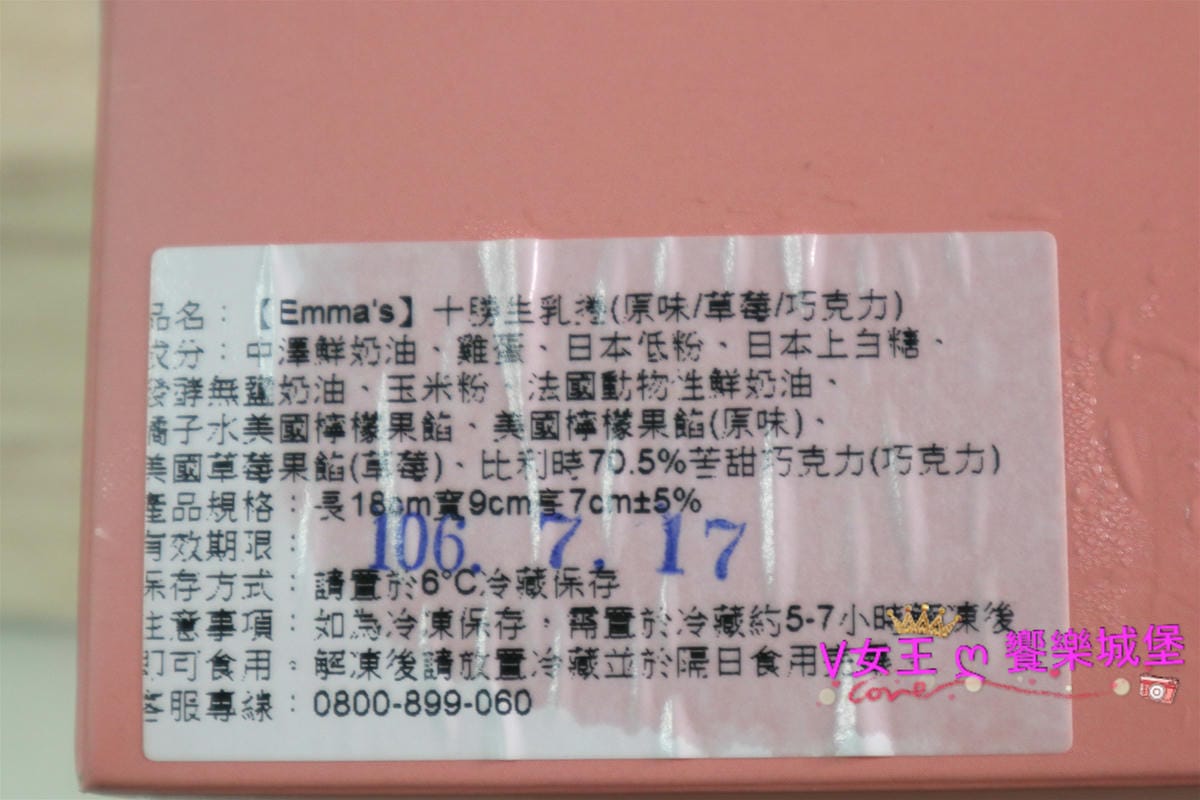 品名：【Emma's】十勝生乳捲(原味/草莓/巧克力)
成分：中澤鮮奶油、雞蛋、日本低粉、日本上白糖、
發酵無鹽奶油、玉米粉、法國動物性鮮奶油、
橘子水美國檸檬果餡、美國檸檬果餡(原味)、
美國草莓果餡(草莓)、比利時70.5%苦甜巧克力(巧克力)
產品規格：長18cm寬9cm高7cm±5%
有效期限：106. 7. 17
保存方式：請置於6°C冷藏保存
注意事項：如為冷凍保存，需置於冷藏約5-7小時解凍後
即可食用。解凍後請放置冷藏並於隔日食用完
客服專線：0800-899-060
V女王 ღ 饗樂城堡
Love